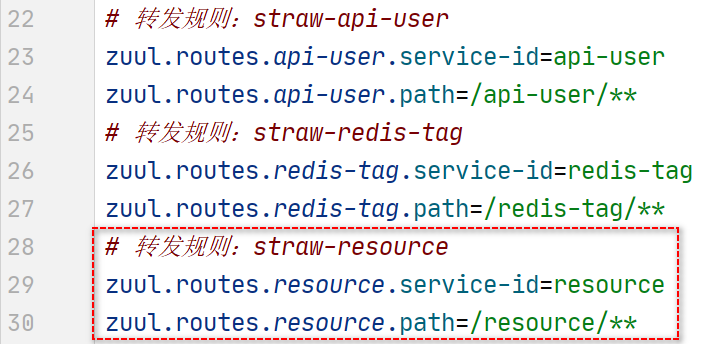 22 # 转发规则：straw-api-user
23 zuul.routes.api-user.service-id=api-user
24 zuul.routes.api-user.path=/api-user/**
25 # 转发规则：straw-redis-tag
26 zuul.routes.redis-tag.service-id=redis-tag
27 zuul.routes.redis-tag.path=/redis-tag/**
28 # 转发规则：straw-resource
29 zuul.routes.resource.service-id=resource
30 zuul.routes.resource.path=/resource/**